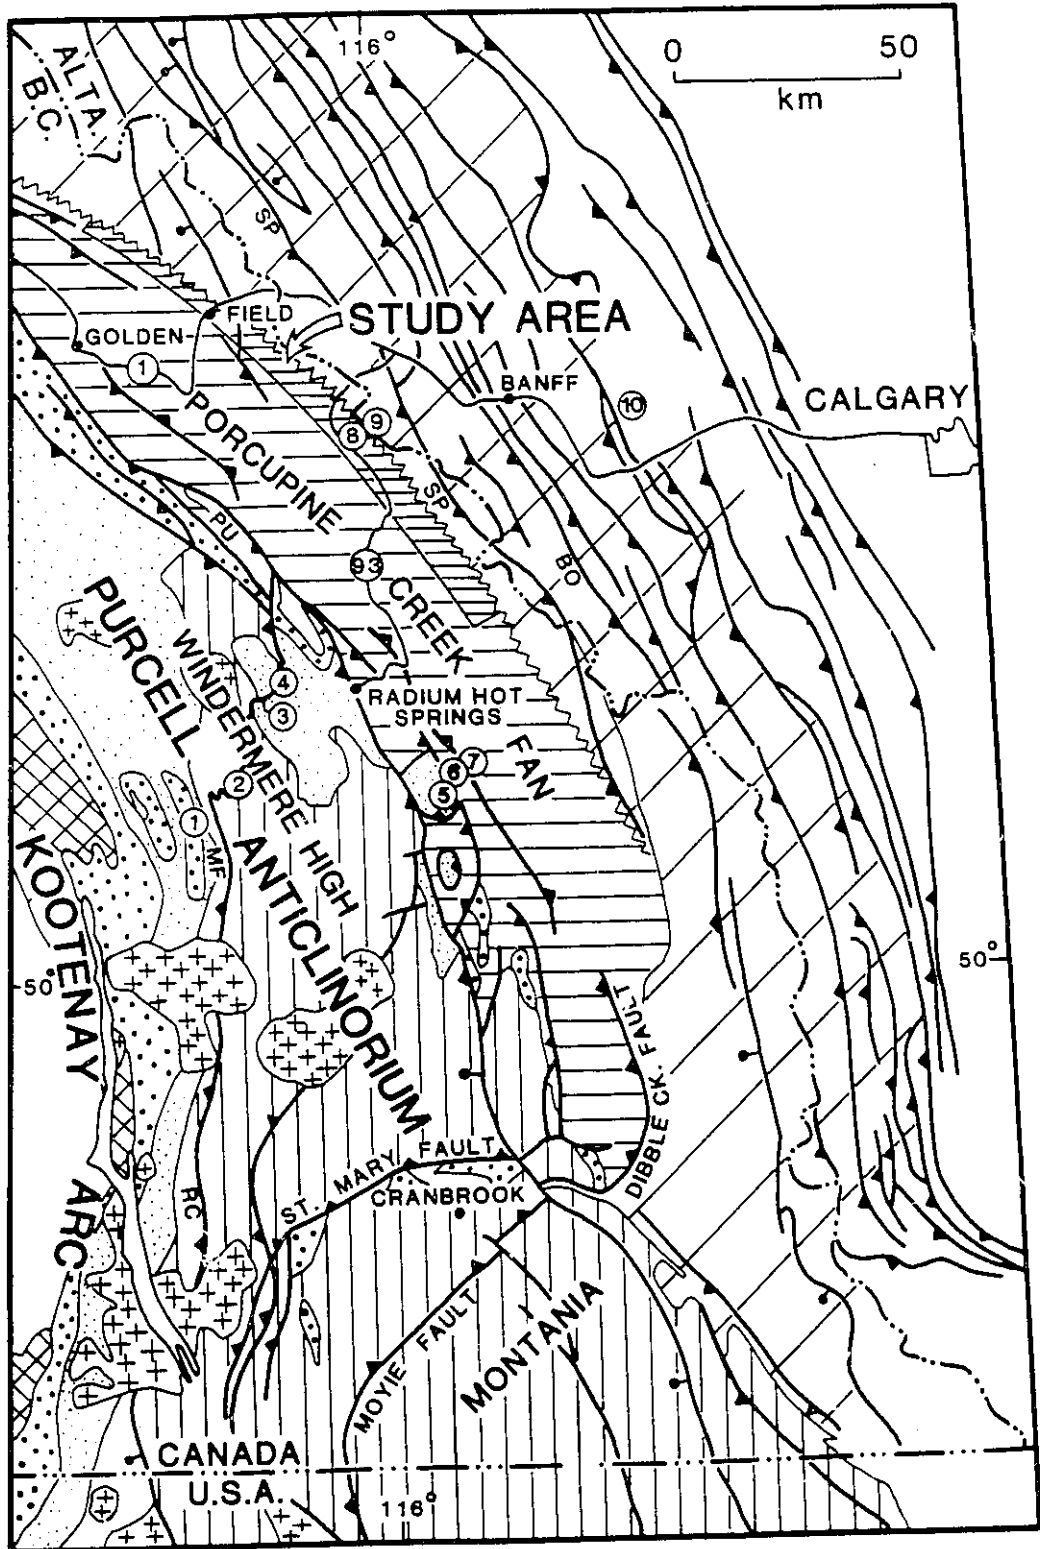 ALTA.
B.C.
116°
0 50
km
SP
FIELD
STUDY AREA
GOLDEN
1
BANFF
10
CALGARY
9
8
PORCUPINE
SP
PU
93
BO
CREEK
PURCELL
WINDERMERE HIGH
4
3
RADIUM HOT
SPRINGS
FAN
7
6
5
2
1
MF
ANTICLINORIUM
KOOTENAY
50°
50°
DIBBLE CK. FAULT
ST. MARY FAULT
CRANBROOK
RC
ARC
MOYIE FAULT
MONTANIA
CANADA
U.S.A.
116°